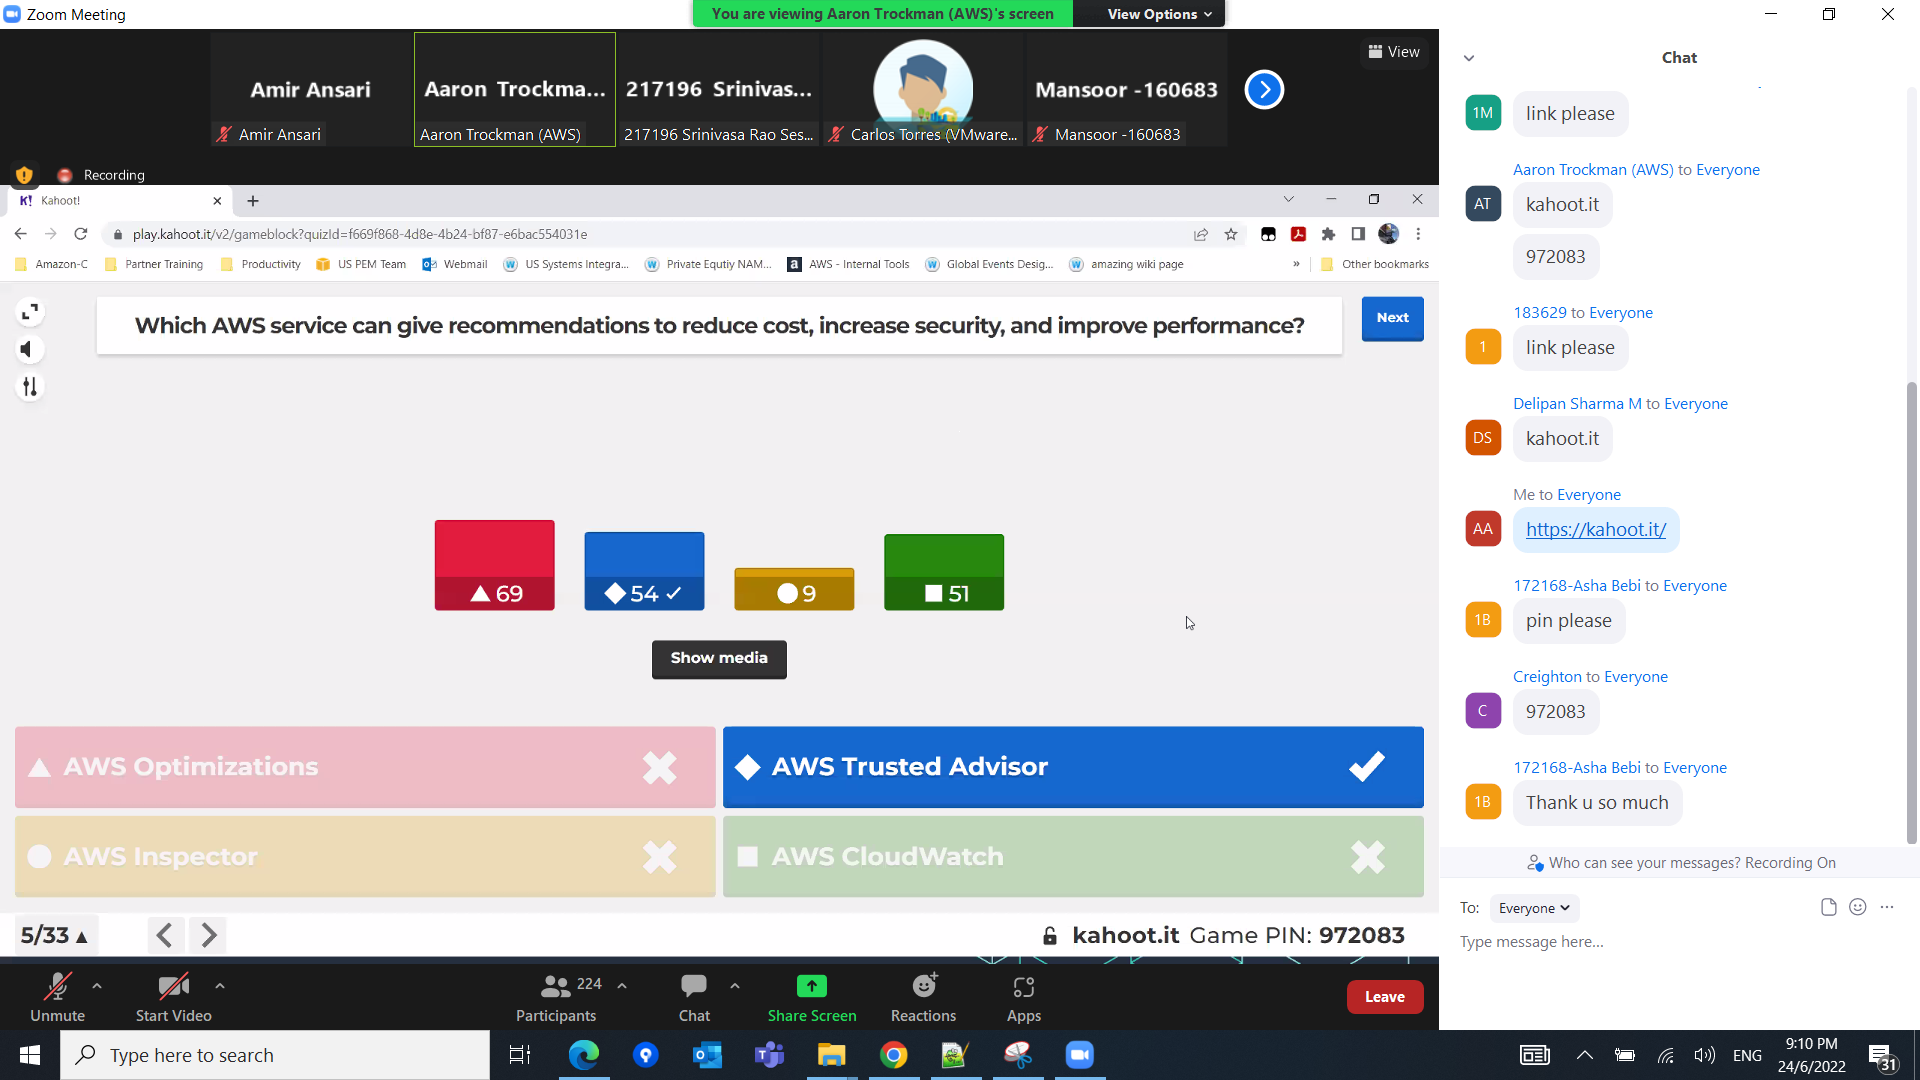 Zoom Meeting
You are viewing Aaron Trockman (AWS)'s screen
View Options
Amir Ansari
Aaron Trockma...
217196 Srinivas...
Mansoor -160683
View
Amir Ansari
Aaron Trockman (AWS)
217196 Srinivasa Rao Ses...
Carlos Torres (VMware...
Mansoor -160683
Recording
K! Kahoot!
play.kahoot.it/v2/gameblock?quizId=f669f868-4d8e-4b24-bf87-e6bac554031e
Amazon-C
Partner Training
Productivity
US PEM Team
Webmail
US Systems Integra...
Private Equtiy NAM...
a AWS - Internal Tools
Global Events Desig...
amazing wiki page
»
Other bookmarks
Which AWS service can give recommendations to reduce cost, increase security, and improve performance?
Next
69
54
9
51
Show media
AWS Optimizations
AWS Trusted Advisor
AWS Inspector
AWS CloudWatch
5/33
kahoot.it Game PIN: 972083
Unmute
Start Video
224
Participants
Chat
Share Screen
Reactions
Apps
Leave
Chat
1M
link please
Aaron Trockman (AWS) to Everyone
AT
kahoot.it
972083
183629 to Everyone
1
link please
Delipan Sharma M to Everyone
DS
kahoot.it
Me to Everyone
AA
https://kahoot.it/
172168-Asha Bebi to Everyone
1B
pin please
Creighton to Everyone
C
972083
172168-Asha Bebi to Everyone
1B
Thank u so much
Who can see your messages? Recording On
To: Everyone
Type message here...
Type here to search
ENG
9:10 PM
24/6/2022
31